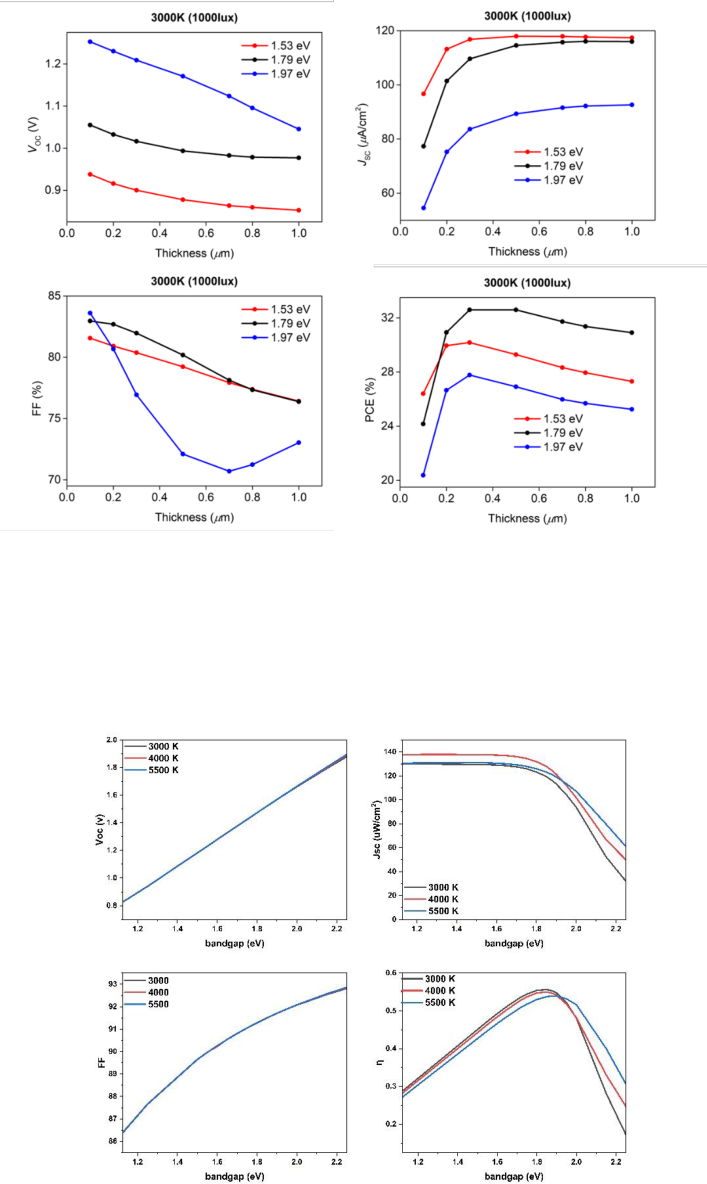 3000K (1000lux)
1.53 eV
1.79 eV
1.97 eV
1.2
1.1
1.0
0.9
VOC (V)
0.0 0.2 0.4 0.6 0.8 1.0
Thickness (μm)
3000K (1000lux)
120
100
80
60
JSC (μA/cm²)
1.53 eV
1.79 eV
1.97 eV
0.0 0.2 0.4 0.6 0.8 1.0
Thickness (μm)
3000K (1000lux)
85
80
75
70
FF (%)
1.53 eV
1.79 eV
1.97 eV
0.0 0.2 0.4 0.6 0.8 1.0
Thickness (μm)
3000K (1000lux)
32
28
24
20
PCE (%)
1.53 eV
1.79 eV
1.97 eV
0.0 0.2 0.4 0.6 0.8 1.0
Thickness (μm)
2.0
1.8
1.6
1.4
1.2
1.0
0.8
Voc (v)
3000 K
4000 K
5500 K
1.2 1.4 1.6 1.8 2.0 2.2
bandgap (eV)
140
120
100
80
60
40
20
0
Jsc (uW/cm²)
3000 K
4000 K
5500 K
1.2 1.4 1.6 1.8 2.0 2.2
bandgap (eV)
93
92
91
90
89
88
87
86
FF
3000
4000
5500
1.2 1.4 1.6 1.8 2.0 2.2
bandgap (eV)
0.6
0.5
0.4
0.3
0.2
η
3000 K
4000 K
5500 K
1.2 1.4 1.6 1.8 2.0 2.2
bandgap (eV)